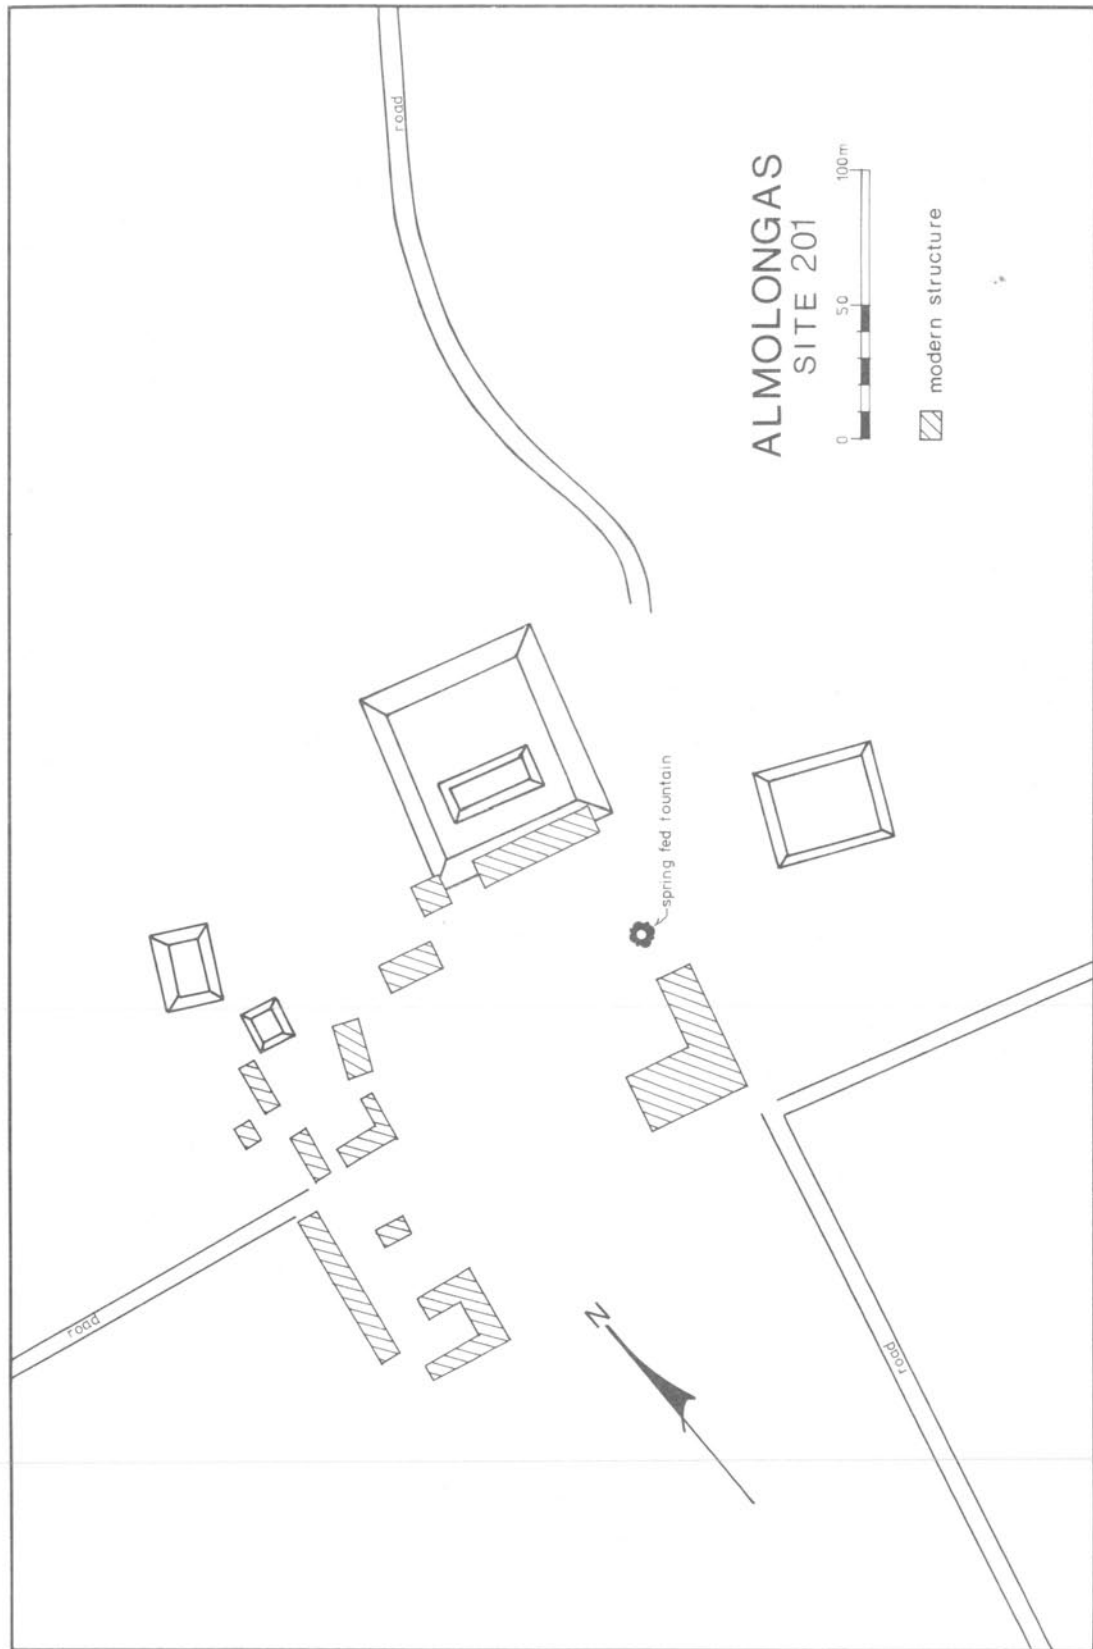 road
ALMOLONGAS
SITE 201
0 50 100m
modern structure
spring fed fountain
road
N
road